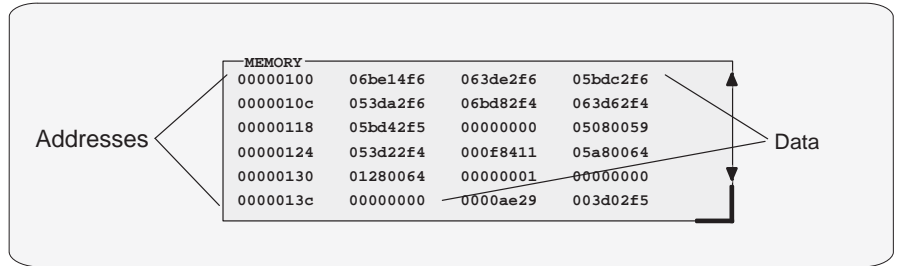 MEMORY
00000100 06be14f6 063de2f6 05bdc2f6
0000010c 053da2f6 06bd82f4 063d62f4
00000118 05bd42f5 00000000 05080059
Addresses
Data
00000124 053d22f4 000f8411 05a80064
00000130 01280064 00000001 00000000
0000013c 00000000 0000ae29 003d02f5